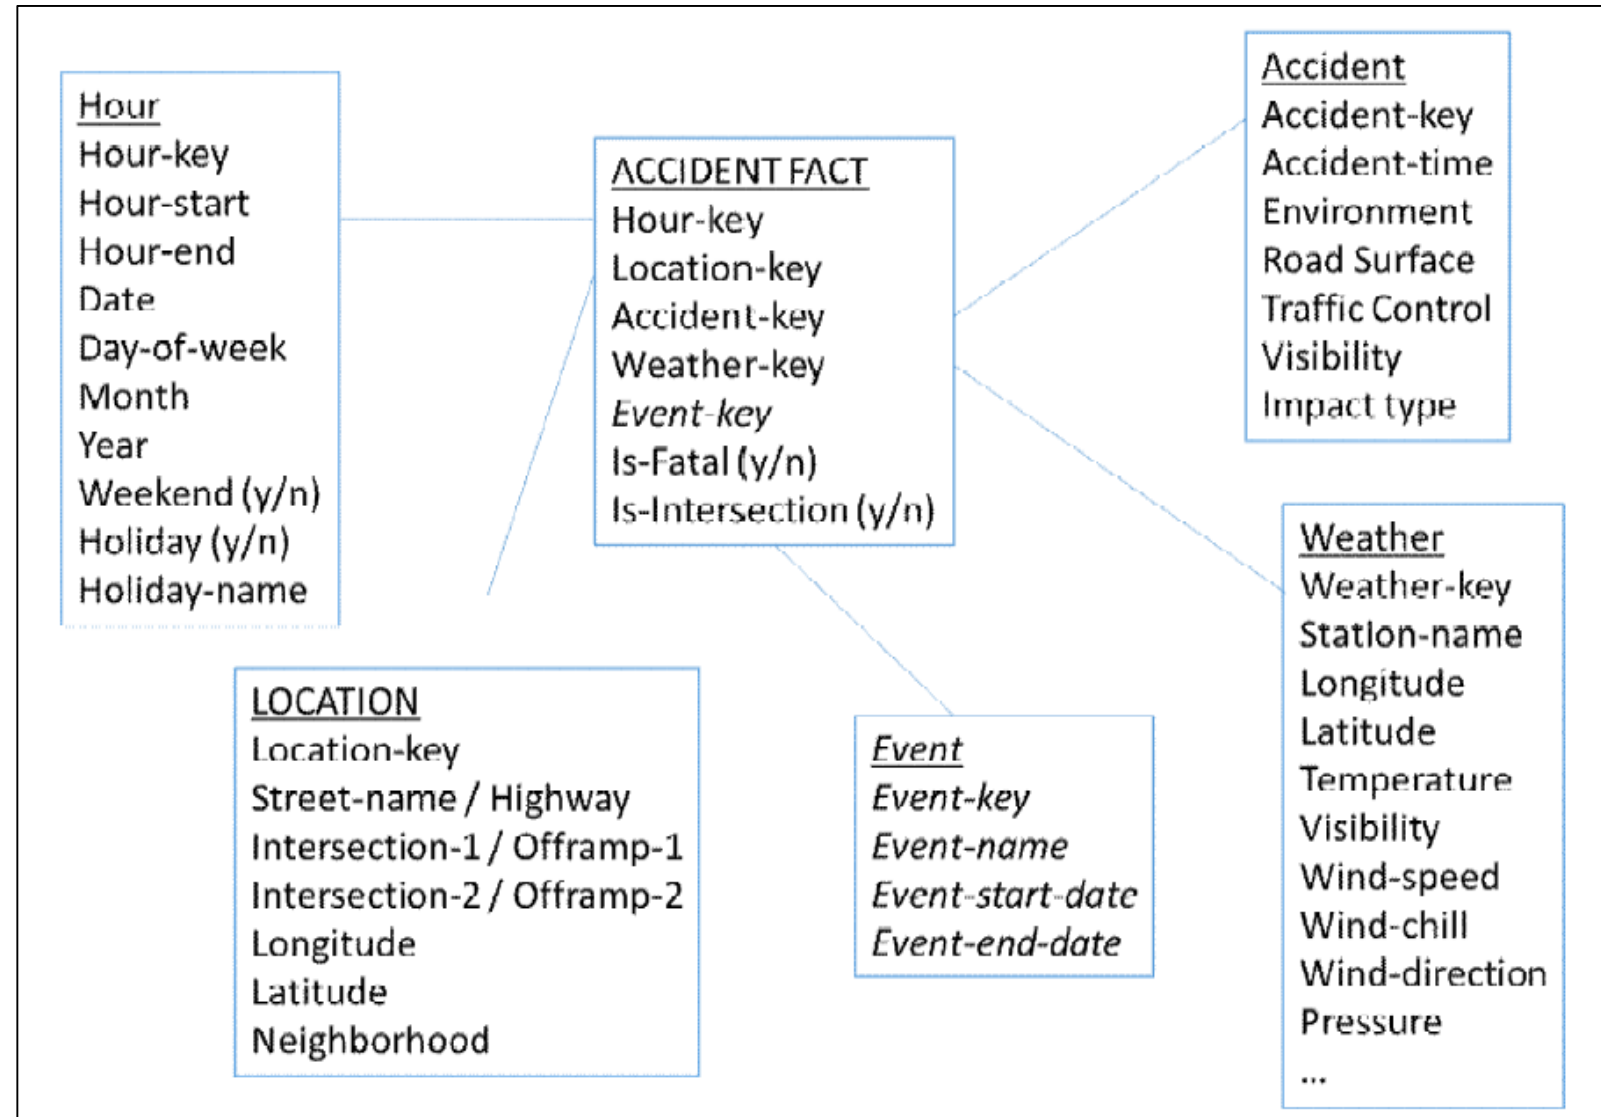 Hour
Hour-key
Hour-start
Hour-end
Date
Day-of-week
Month
Year
Weekend (y/n)
Holiday (y/n)
Holiday-name
ACCIDENT FACT
Hour-key
Location-key
Accident-key
Weather-key
Event-key
Is-Fatal (y/n)
Is-Intersection (y/n)
Accident
Accident-key
Accident-time
Environment
Road Surface
Traffic Control
Visibility
Impact type
LOCATION
Location-key
Street-name / Highway
Intersection-1 / Offramp-1
Intersection-2 / Offramp-2
Longitude
Latitude
Neighborhood
Event
Event-key
Event-name
Event-start-date
Event-end-date
Weather
Weather-key
Station-name
Longitude
Latitude
Temperature
Visibility
Wind-speed
Wind-chill
Wind-direction
Pressure
...